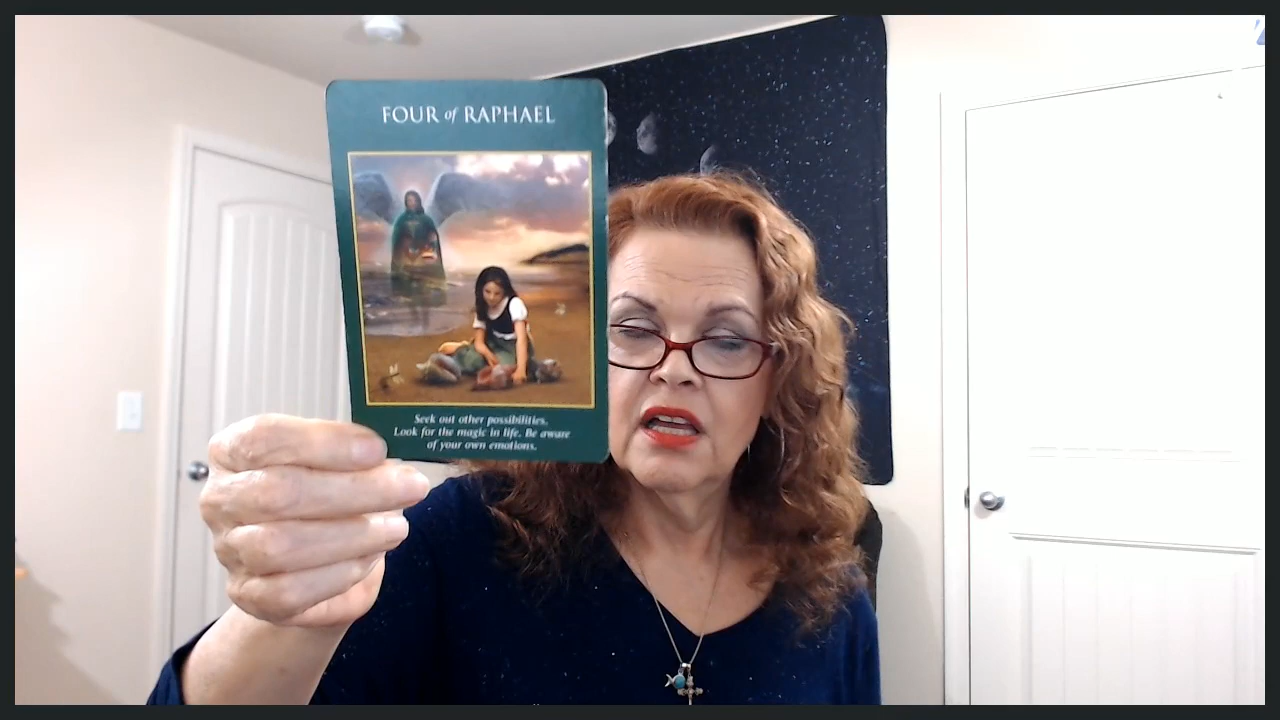 FOUR of RAPHAEL
Seek out other possibilities.
Look for the magic in life. Be aware
of your own emotions.